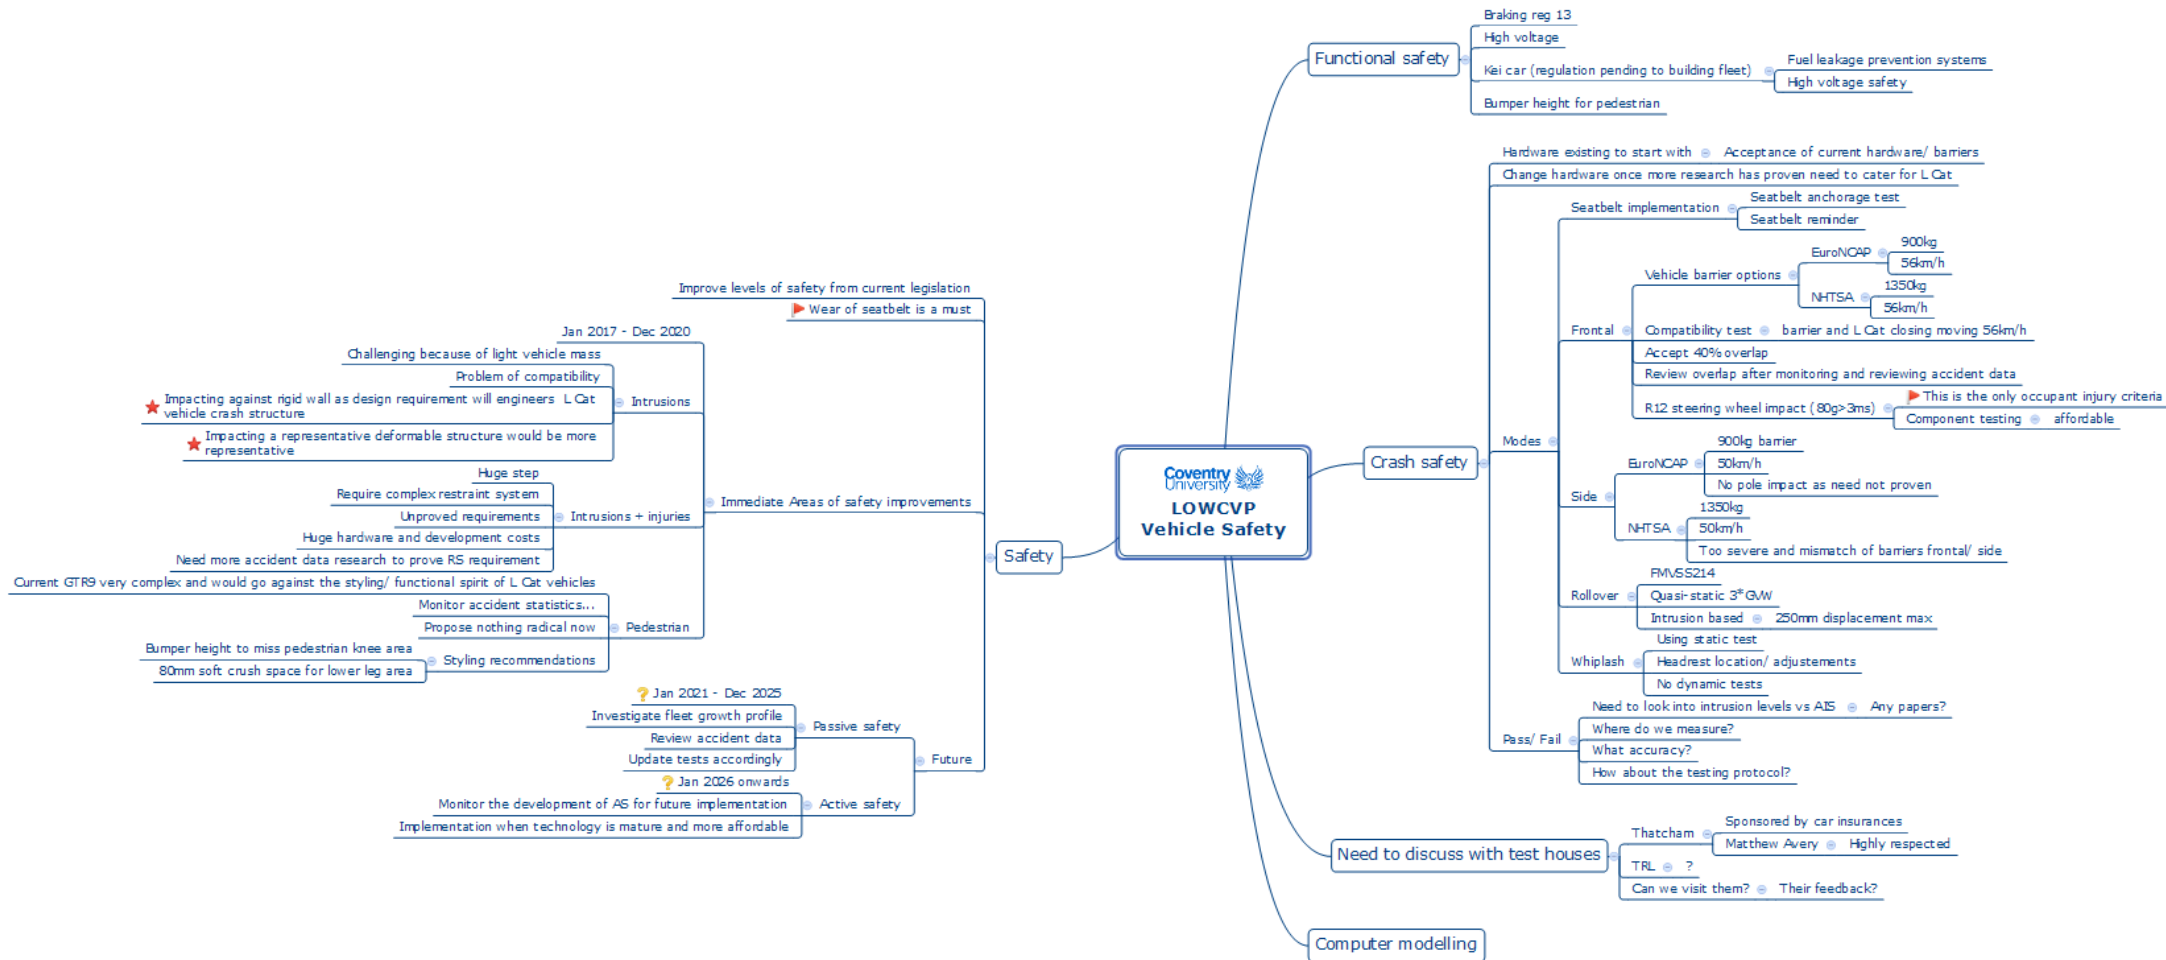 Coventry
University
LOWCVP
Vehicle Safety
Functional safety
Braking reg 13
High voltage
Kei car (regulation pending to building fleet)
Fuel leakage prevention systems
High voltage safety
Bumper height for pedestrian
Crash safety
Hardware existing to start with
Acceptance of current hardware/ barriers
Change hardware once more research has proven need to cater for L Cat
Modes
Seatbelt implementation
Seatbelt anchorage test
Seatbelt reminder
Frontal
Vehicle barrier options
EuroNCAP
900kg
56km/h
NHTSA
1350kg
56km/h
Compatibility test
barrier and L Cat closing moving 56km/h
Accept 40% overlap
Review overlap after monitoring and reviewing accident data
R12 steering wheel impact (80g>3ms)
This is the only occupant injury criteria
Component testing
affordable
Side
EuroNCAP
900kg barrier
50km/h
No pole impact as need not proven
NHTSA
1350kg
50km/h
Too severe and mismatch of barriers frontal/ side
Rollover
FMVSS214
Quasi-static 3*GVW
Intrusion based
250mm displacement max
Whiplash
Using static test
Headrest location/ adjustements
No dynamic tests
Pass/ Fail
Need to look into intrusion levels vs AIS
Any papers?
Where do we measure?
What accuracy?
How about the testing protocol?
Need to discuss with test houses
Thatcham
Sponsored by car insurances
Matthew Avery
Highly respected
TRL
?
Can we visit them?
Their feedback?
Computer modelling
Safety
Improve levels of safety from current legislation
Wear of seatbelt is a must
Immediate Areas of safety improvements
Jan 2017 - Dec 2020
Intrusions
Challenging because of light vehicle mass
Problem of compatibility
Impacting against rigid wall as design requirement will engineers L Cat
vehicle crash structure
Impacting a representative deformable structure would be more
representative
Intrusions + injuries
Huge step
Require complex restraint system
Unproved requirements
Huge hardware and development costs
Need more accident data research to prove RS requirement
Pedestrian
Current GTR9 very complex and would go against the styling/ functional spirit of L Cat vehicles
Monitor accident statistics...
Propose nothing radical now
Styling recommendations
Bumper height to miss pedestrian knee area
80mm soft crush space for lower leg area
Future
Passive safety
? Jan 2021 - Dec 2025
Investigate fleet growth profile
Review accident data
Update tests accordingly
Active safety
? Jan 2026 onwards
Monitor the development of AS for future implementation
Implementation when technology is mature and more affordable